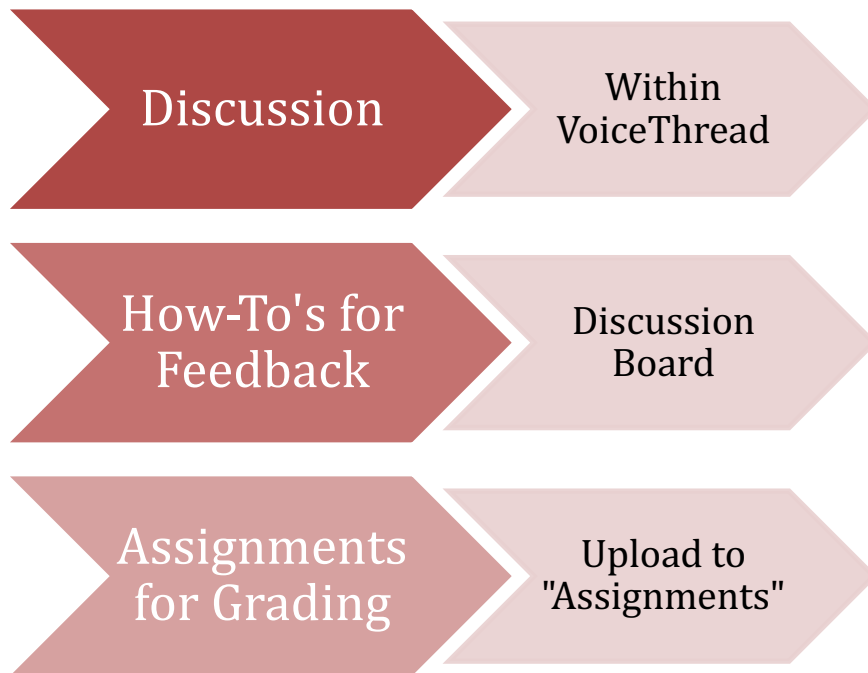 Discussion
Within
VoiceThread
How-To's for
Feedback
Discussion
Board
Assignments
for Grading
Upload to
"Assignments"